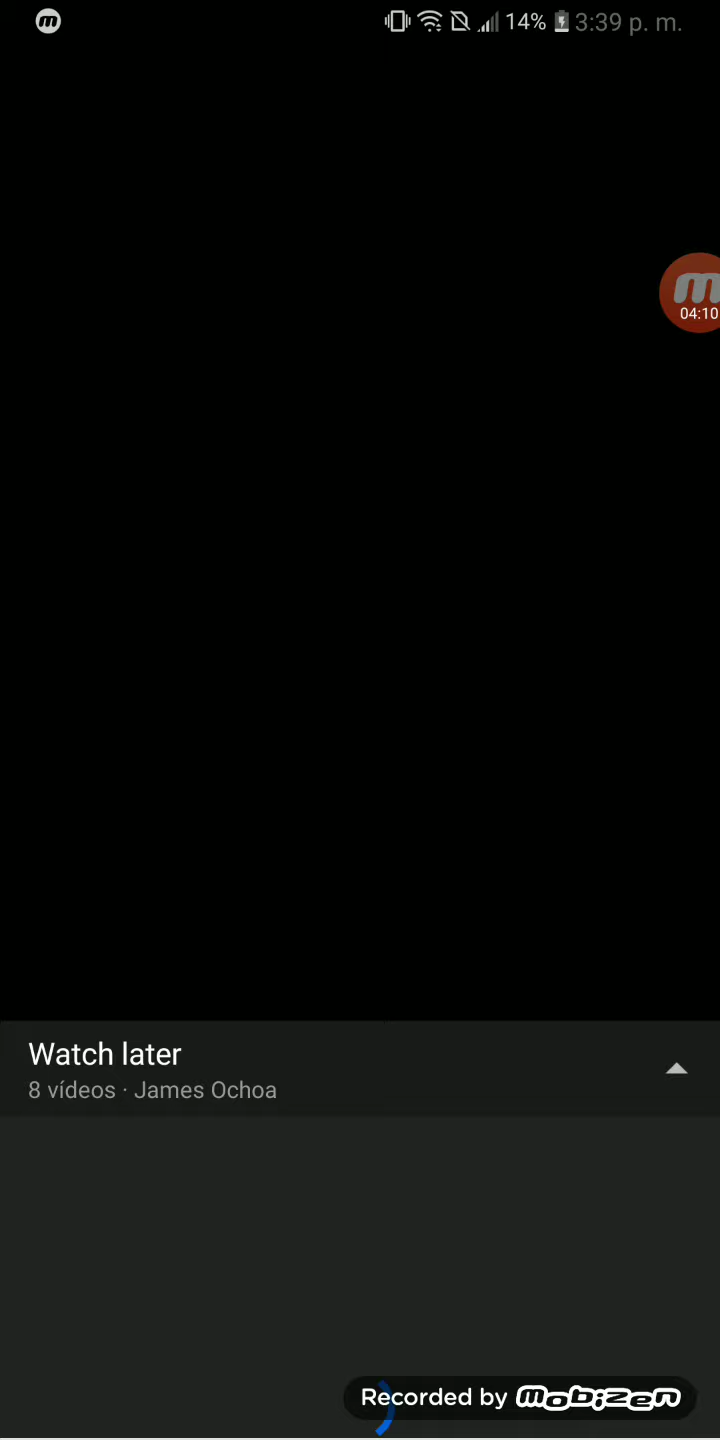 m 14% 3:39 p. m.
m
04:10
Watch later
8 vídeos · James Ochoa
Recorded by mobizen